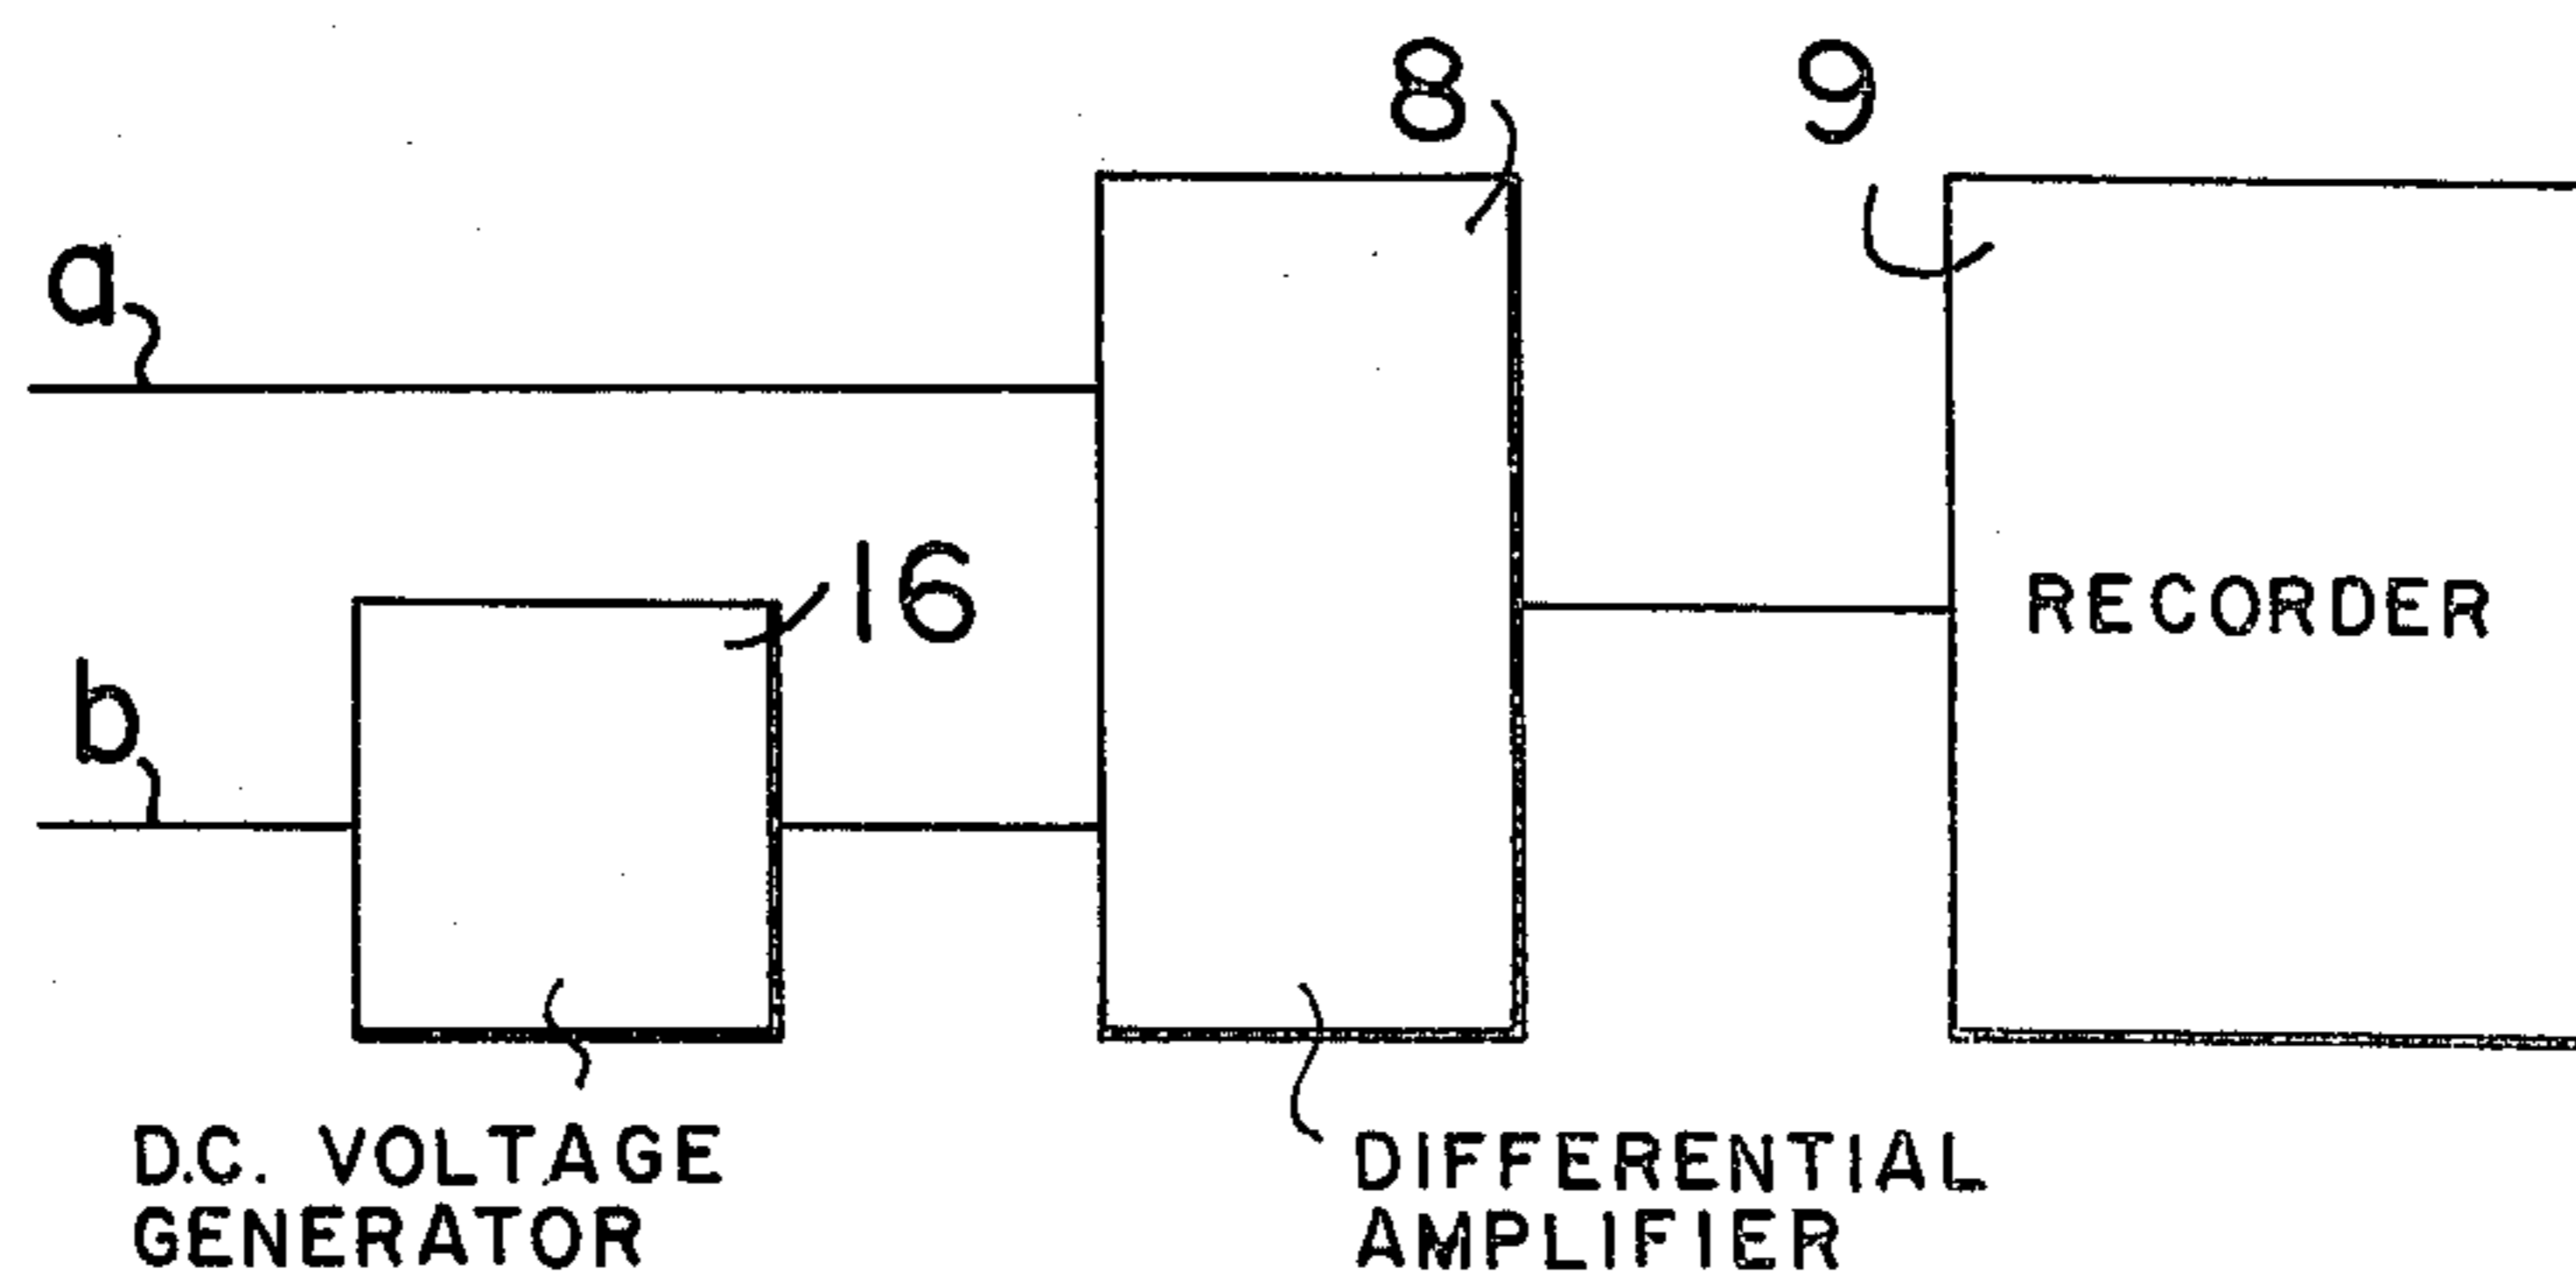 8
9
a
16
b
RECORDER
D.C. VOLTAGE
GENERATOR
DIFFERENTIAL
AMPLIFIER